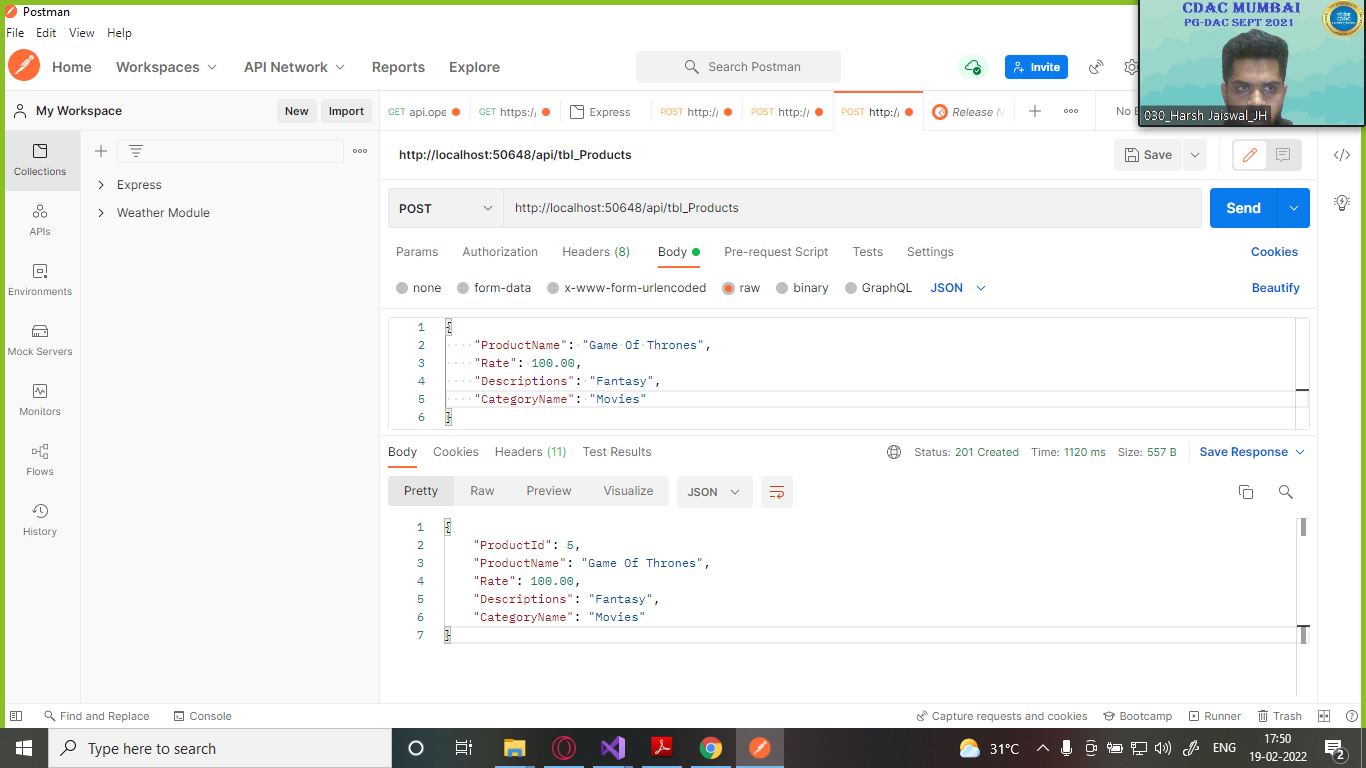 Postman
File Edit View Help
CDAC MUMBAI
PG-DAC SEPT 2021
030_Harsh Jaiswal_JH
Home Workspaces API Network Reports Explore Search Postman Invite
My Workspace New Import
GET api.ope GET https:// Express POST http:/ POST http:/ POST http:/ Release N No E
Collections
APIs
Environments
Mock Servers
Monitors
Flows
History
Express
Weather Module
http://localhost:50648/api/tbl_Products Save
POST http://localhost:50648/api/tbl_Products Send
Params Authorization Headers (8) Body Pre-request Script Tests Settings Cookies
none form-data x-www-form-urlencoded raw binary GraphQL JSON Beautify
1 {
2 "ProductName": "Game Of Thrones",
3 "Rate": 100.00,
4 "Descriptions": "Fantasy",
5 "CategoryName": "Movies"
6 }
Body Cookies Headers (11) Test Results Status: 201 Created Time: 1120 ms Size: 557 B Save Response
Pretty Raw Preview Visualize JSON
1 {
2 "ProductId": 5,
3 "ProductName": "Game Of Thrones",
4 "Rate": 100.00,
5 "Descriptions": "Fantasy",
6 "CategoryName": "Movies"
7 }
Find and Replace Console Capture requests and cookies Bootcamp Runner Trash
Type here to search 31°C ENG 17:50
19-02-2022 2